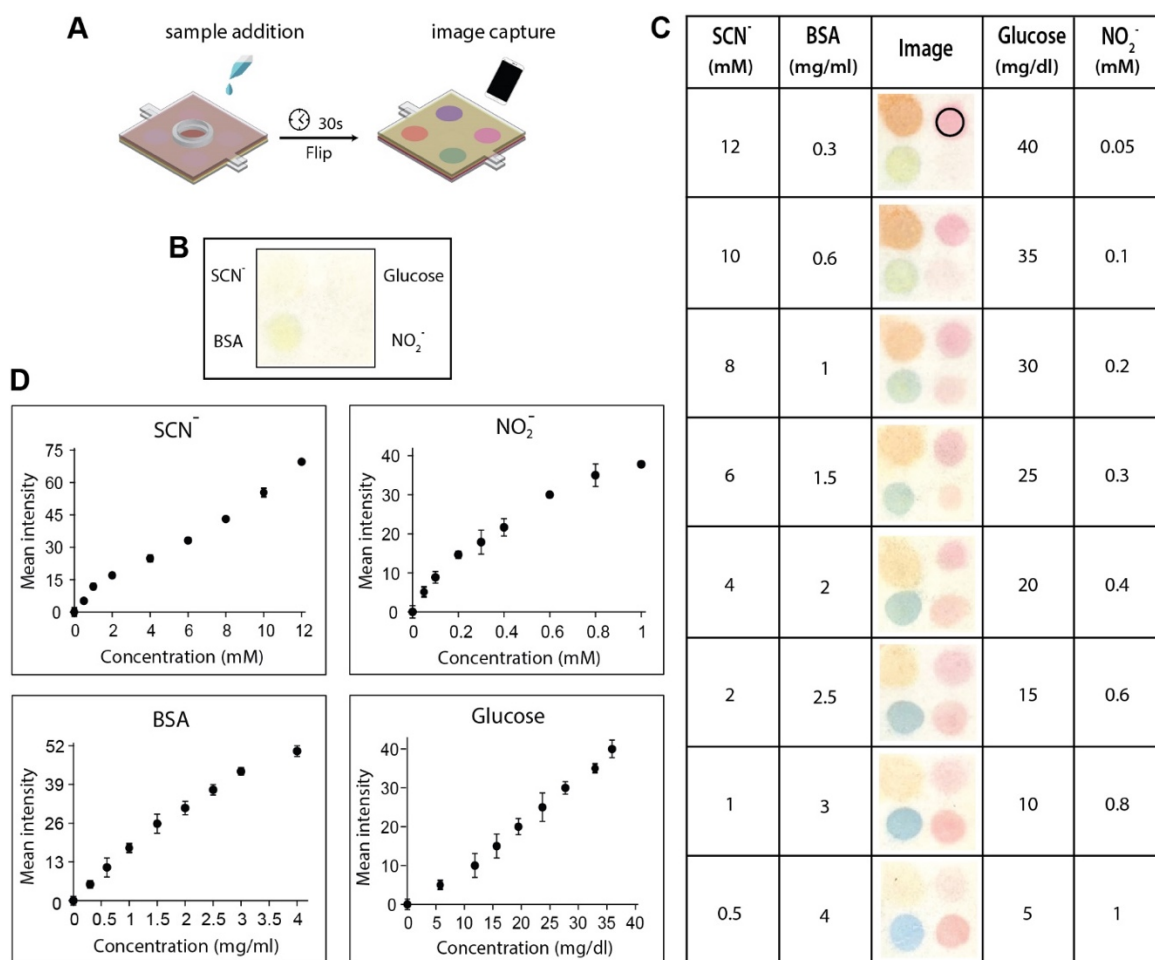 A
sample addition
image capture
30s
Flip
B
SCN⁻
Glucose
BSA
NO₂⁻
C
SCN⁻ (mM) BSA (mg/ml) Image Glucose (mg/dl) NO₂⁻ (mM)
12 0.3 40 0.05
10 0.6 35 0.1
8 1 30 0.2
6 1.5 25 0.3
4 2 20 0.4
2 2.5 15 0.6
1 3 10 0.8
0.5 4 5 1
D
SCN⁻
Mean intensity
75
60
45
30
15
0
0 2 4 6 8 10 12
Concentration (mM)
NO₂⁻
Mean intensity
40
30
20
10
0
0 0.2 0.4 0.6 0.8 1
Concentration (mM)
BSA
Mean intensity
52
39
26
13
0
0 0.5 1 1.5 2 2.5 3 3.5 4
Concentration (mg/ml)
Glucose
Mean intensity
40
30
20
10
0
0 5 10 15 20 25 30 35 40
Concentration (mg/dl)